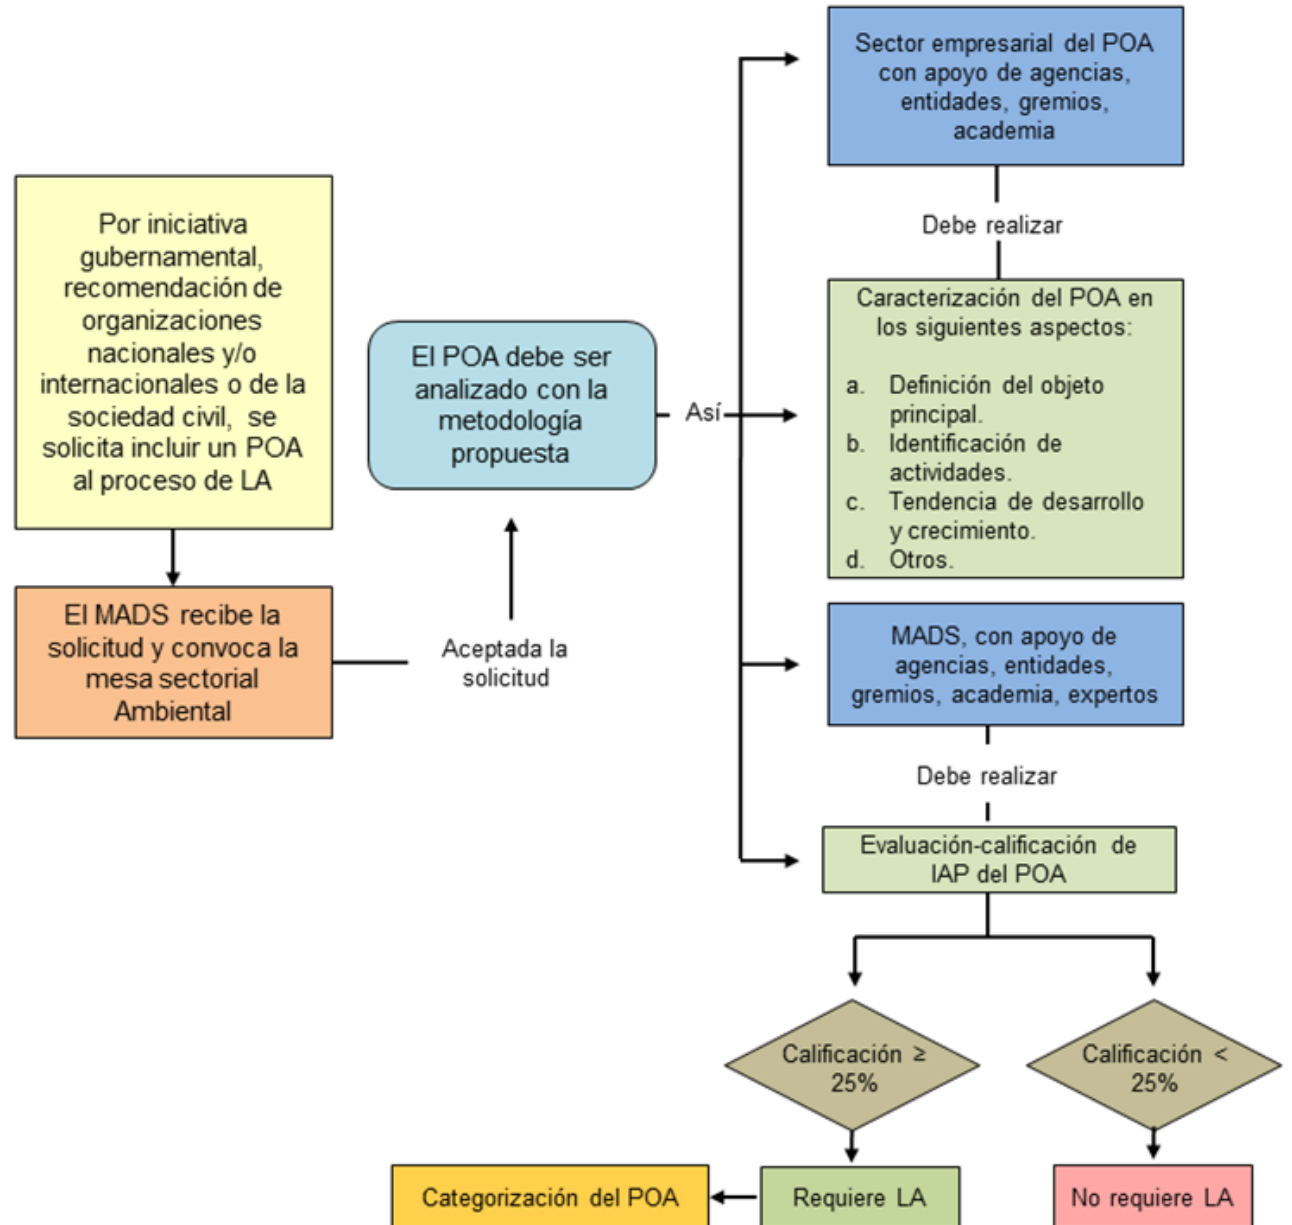 Por iniciativa
gubernamental,
recomendación de
organizaciones
nacionales y/o
internacionales o de la
sociedad civil, se
solicita incluir un POA
al proceso de LA
El MADS recibe la
solicitud y convoca la
mesa sectorial
Ambiental
Aceptada la
solicitud
El POA debe ser
analizado con la
metodología
propuesta
Así
Sector empresarial del POA
con apoyo de agencias,
entidades, gremios,
academia
Debe realizar
Caracterización del POA en
los siguientes aspectos:
a. Definición del objeto
principal.
b. Identificación de
actividades.
c. Tendencia de desarrollo
y crecimiento.
d. Otros.
MADS, con apoyo de
agencias, entidades,
gremios, academia, expertos
Debe realizar
Evaluación-calificación de
IAP del POA
Calificación ≥
25%
Calificación <
25%
Categorización del POA
Requiere LA
No requiere LA